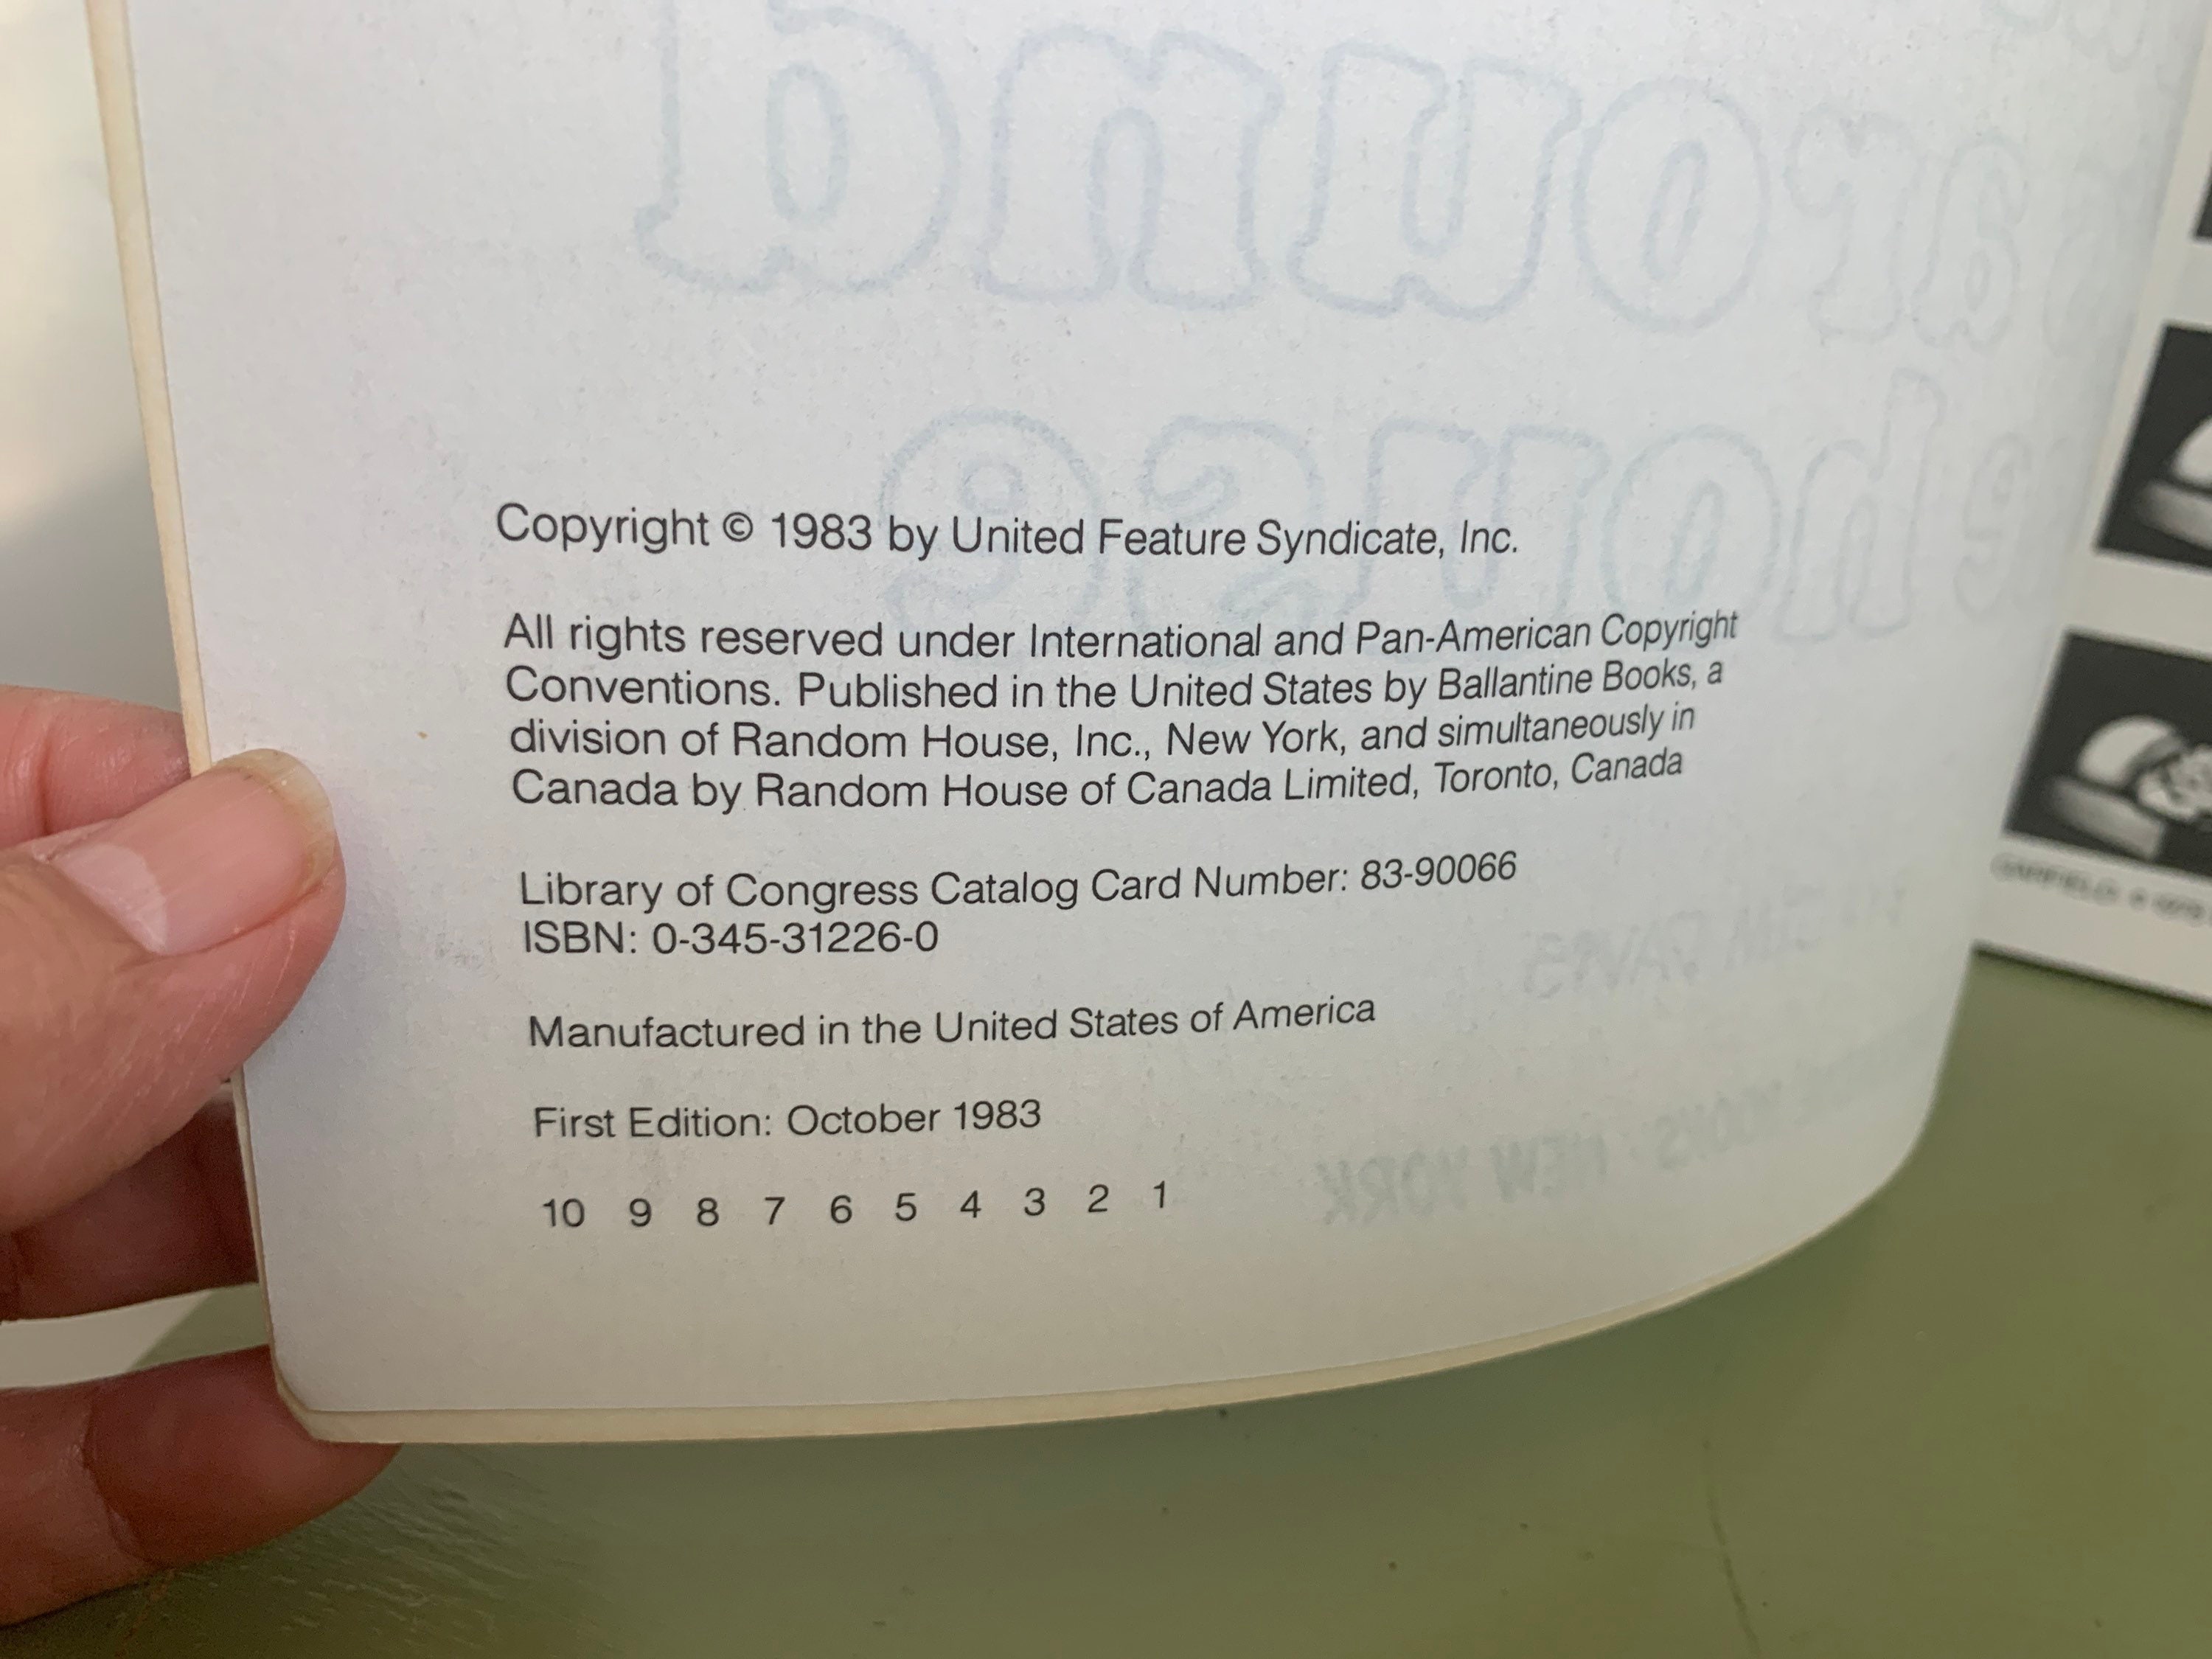 Copyright © 1983 by United Feature Syndicate, Inc.
All rights reserved under International and Pan-American Copyright
Conventions. Published in the United States by Ballantine Books, a
division of Random House, Inc., New York, and simultaneously in
Canada by Random House of Canada Limited, Toronto, Canada
Library of Congress Catalog Card Number: 83-90066
ISBN: 0-345-31226-0
Manufactured in the United States of America
First Edition: October 1983
10 9 8 7 6 5 4 3 2 1